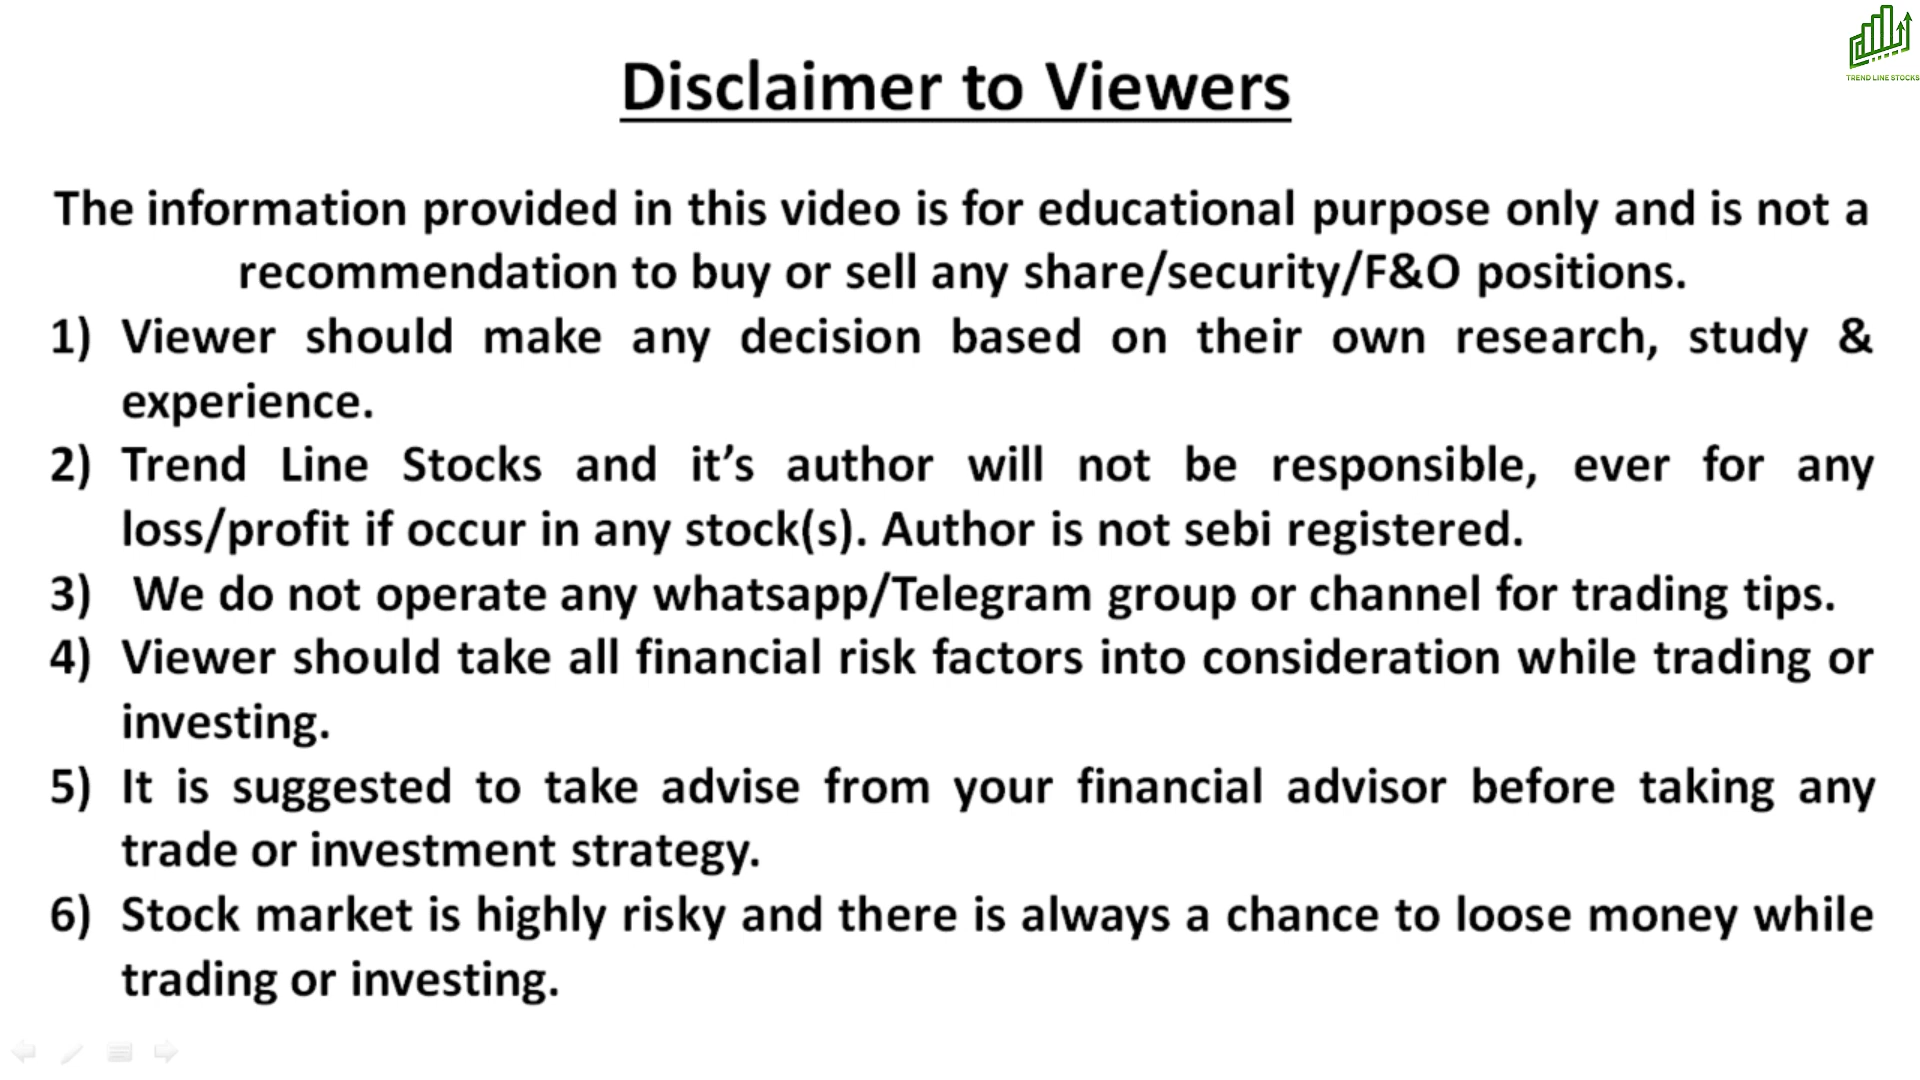 TREND LINE STOCKS
Disclaimer to Viewers
The information provided in this video is for educational purpose only and is not a
recommendation to buy or sell any share/security/F&O positions.
1) Viewer should make any decision based on their own research, study &
experience.
2) Trend Line Stocks and it’s author will not be responsible, ever for any
loss/profit if occur in any stock(s). Author is not sebi registered.
3) We do not operate any whatsapp/Telegram group or channel for trading tips.
4) Viewer should take all financial risk factors into consideration while trading or
investing.
5) It is suggested to take advise from your financial advisor before taking any
trade or investment strategy.
6) Stock market is highly risky and there is always a chance to loose money while
trading or investing.